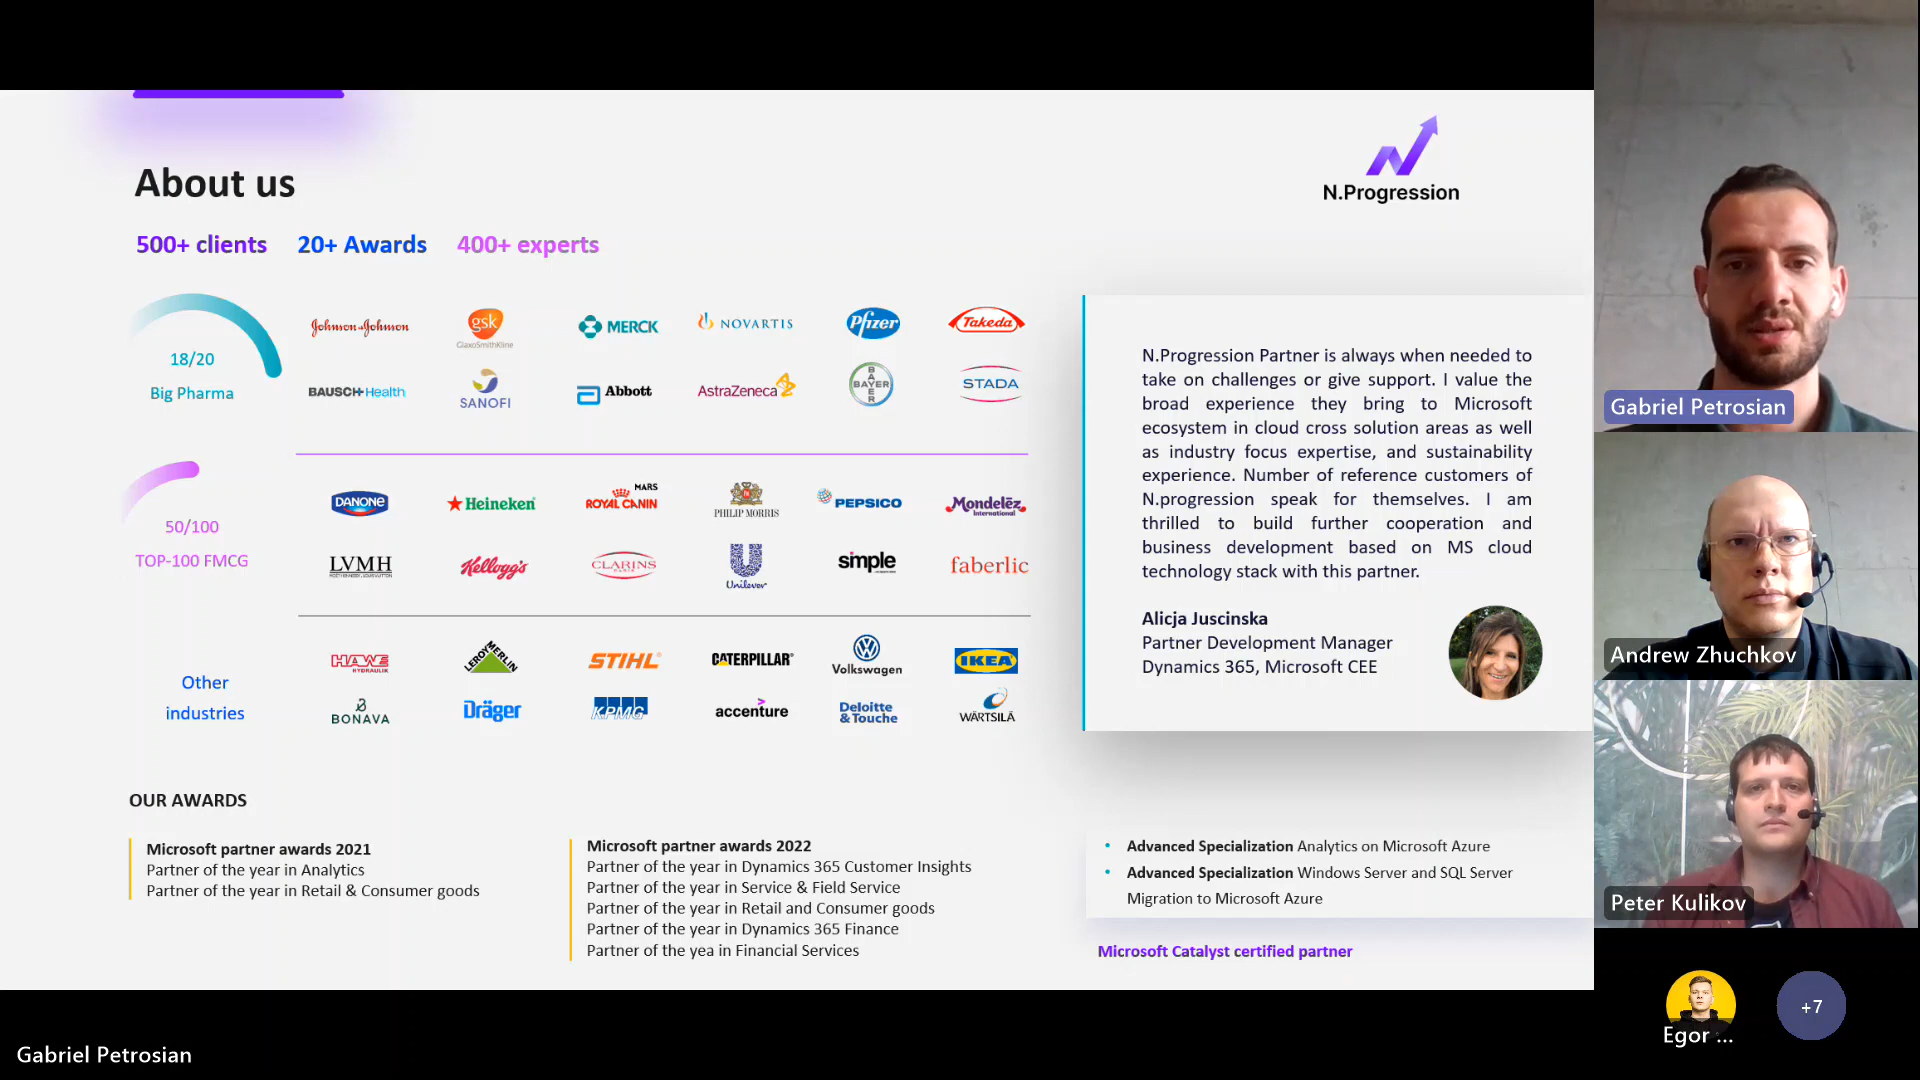 About us
N.Progression
500+ clients 20+ Awards 400+ experts
18/20
Big Pharma
Johnson & Johnson
gsk
GlaxoSmithKline
MERCK
NOVARTIS
Pfizer
Takeda
BAUSCH+Health
SANOFI
Abbott
AstraZeneca
BAYER
BAYER
STADA
50/100
TOP-100 FMCG
DANONE
Heineken
MARS
ROYAL CANIN
PHILIP MORRIS
PEPSICO
Mondelēz
International
LVMH
MOËT HENNESSY. LOUIS VUITTON
Kellogg's
CLARINS
PARIS
Unilever
simple
faberlic
Other
industries
HAWE
HYDRAULIK
LEROY MERLIN
STIHL
CATERPILLAR
Volkswagen
IKEA
BONAVA
Dräger
KPMG
accenture
Deloitte
& Touche
WÄRTSILÄ
N.Progression Partner is always when needed to
take on challenges or give support. I value the
broad experience they bring to Microsoft
ecosystem in cloud cross solution areas as well
as industry focus expertise, and sustainability
experience. Number of reference customers of
N.progression speak for themselves. I am
thrilled to build further cooperation and
business development based on MS cloud
technology stack with this partner.
Alicja Juscinska
Partner Development Manager
Dynamics 365, Microsoft CEE
OUR AWARDS
Microsoft partner awards 2021
Partner of the year in Analytics
Partner of the year in Retail & Consumer goods
Microsoft partner awards 2022
Partner of the year in Dynamics 365 Customer Insights
Partner of the year in Service & Field Service
Partner of the year in Retail and Consumer goods
Partner of the year in Dynamics 365 Finance
Partner of the yea in Financial Services
• Advanced Specialization Analytics on Microsoft Azure
• Advanced Specialization Windows Server and SQL Server
Migration to Microsoft Azure
Microsoft Catalyst certified partner
Gabriel Petrosian
Andrew Zhuchkov
Peter Kulikov
Egor ...
+7
Gabriel Petrosian